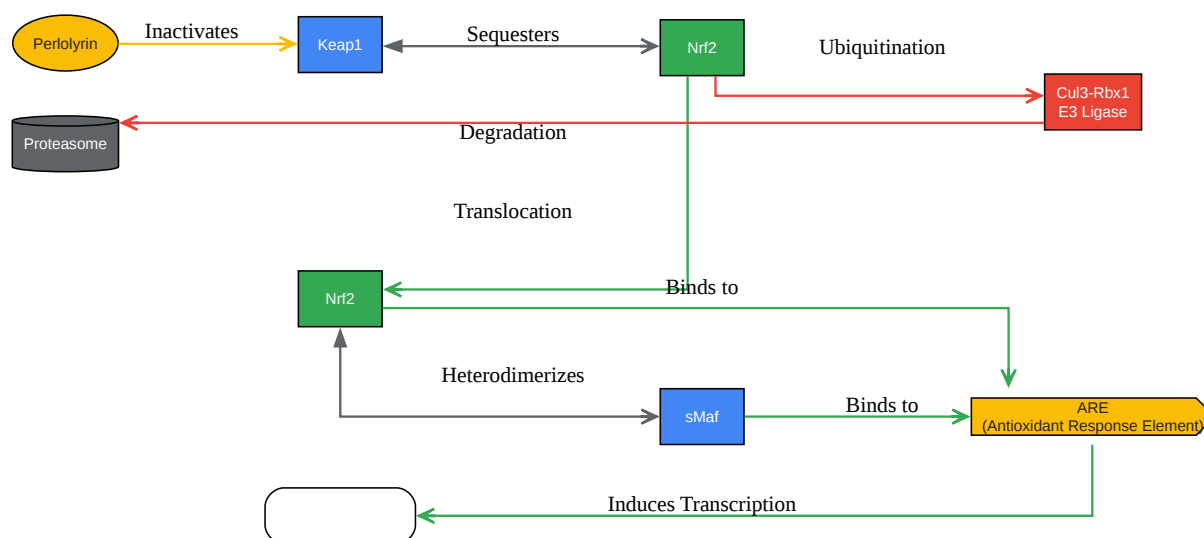 Perlolyrin
Inactivates
Keap1
Sequesters
Nrf2
Ubiquitination
Cul3-Rbx1
E3 Ligase
Proteasome
Degradation
Translocation
Nrf2
Binds to
Heterodimerizes
sMaf
Binds to
ARE
(Antioxidant Response Element)
Induces Transcription